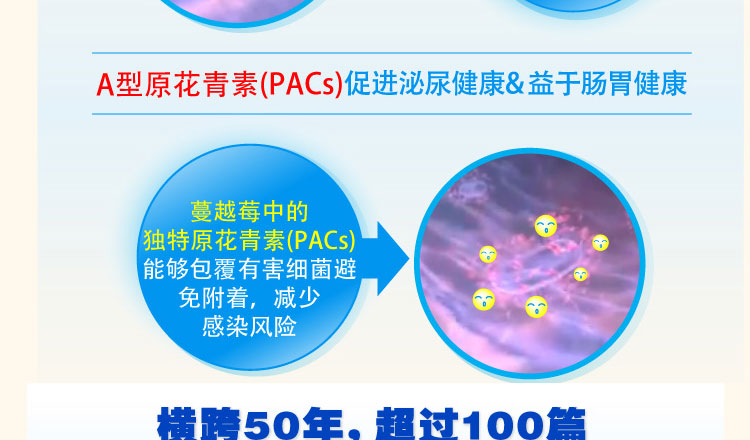 A型原花青素(PACs)促进泌尿健康&益于肠胃健康
蔓越莓中的
独特原花青素(PACs)
能够包覆有害细菌避
免附着，减少
感染风险
横跨50年，超过100篇